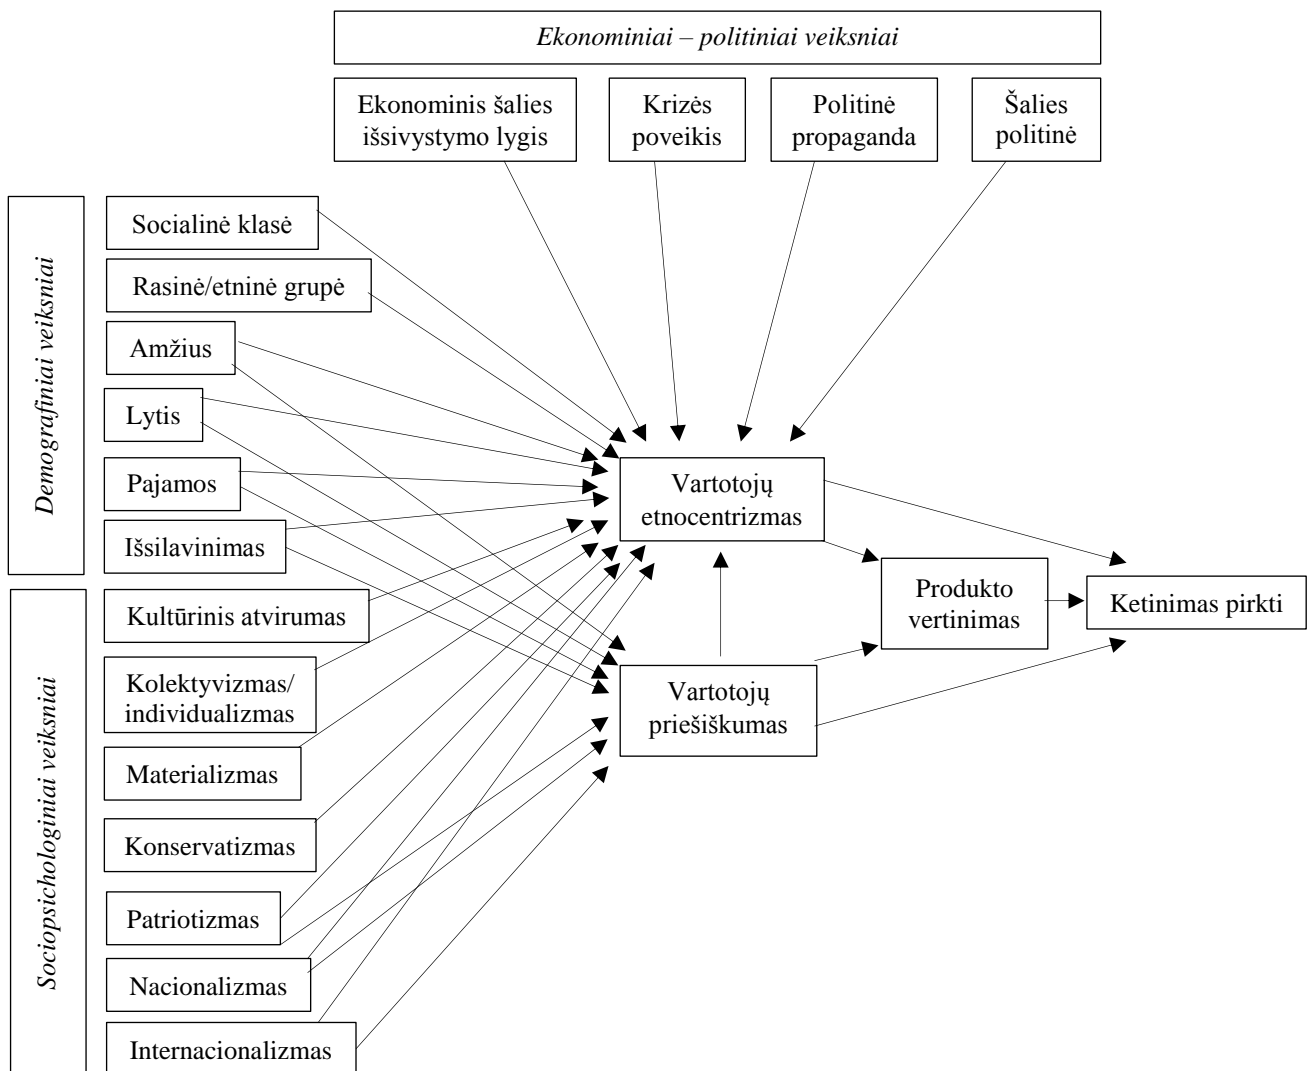 Ekonominiai – politiniai veiksniai
Ekonominis šalies
išsivystymo lygis
Krizės
poveikis
Politinė
propaganda
Šalies
politinė
Demografiniai veiksniai
Socialinė klasė
Rasinė/etninė grupė
Amžius
Lytis
Pajamos
Išsilavinimas
Sociopsichologiniai veiksniai
Kultūrinis atvirumas
Kolektyvizmas/
individualizmas
Materializmas
Konservatizmas
Patriotizmas
Nacionalizmas
Internacionalizmas
Vartotojų
etnocentrizmas
Vartotojų
priešiškumas
Produkto
vertinimas
Ketinimas pirkti